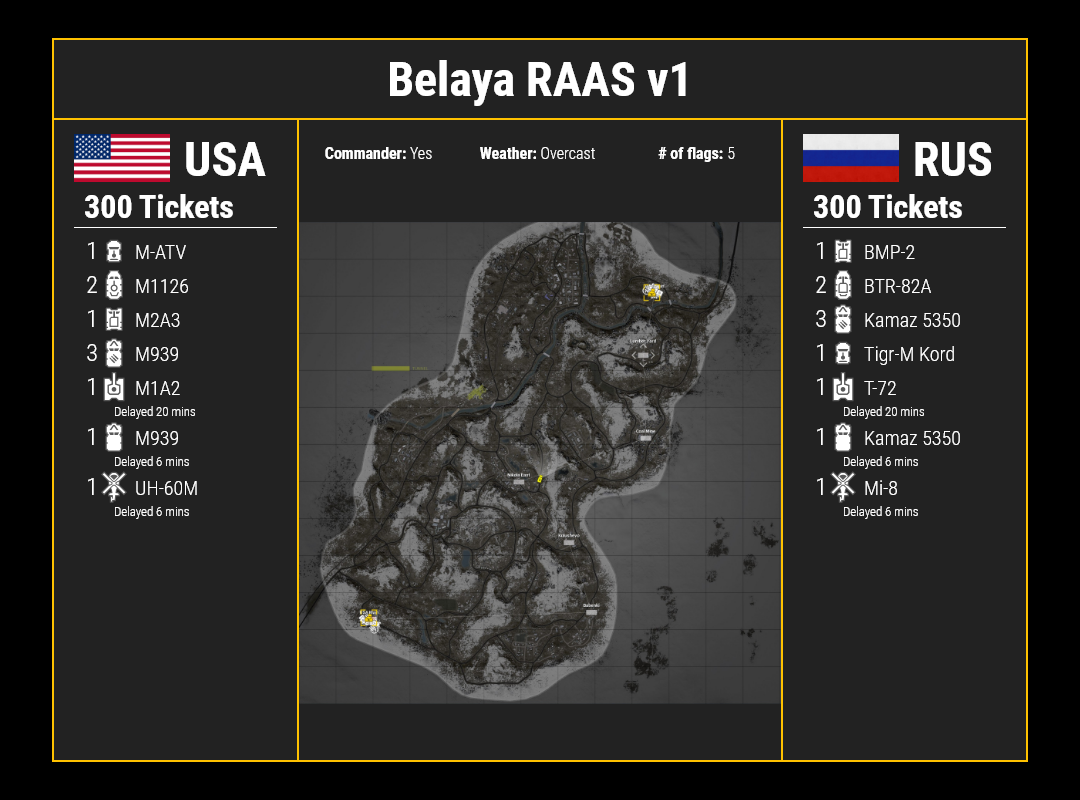 Belaya RAAS v1
USA
300 Tickets
1 M-ATV
2 M1126
1 M2A3
3 M939
1 M1A2
Delayed 20 mins
1 M939
Delayed 6 mins
1 UH-60M
Delayed 6 mins
Commander: Yes Weather: Overcast # of flags: 5
Coal Mine
RUS
300 Tickets
1 BMP-2
2 BTR-82A
3 Kamaz 5350
1 Tigr-M Kord
1 T-72
Delayed 20 mins
1 Kamaz 5350
Delayed 6 mins
1 Mi-8
Delayed 6 mins